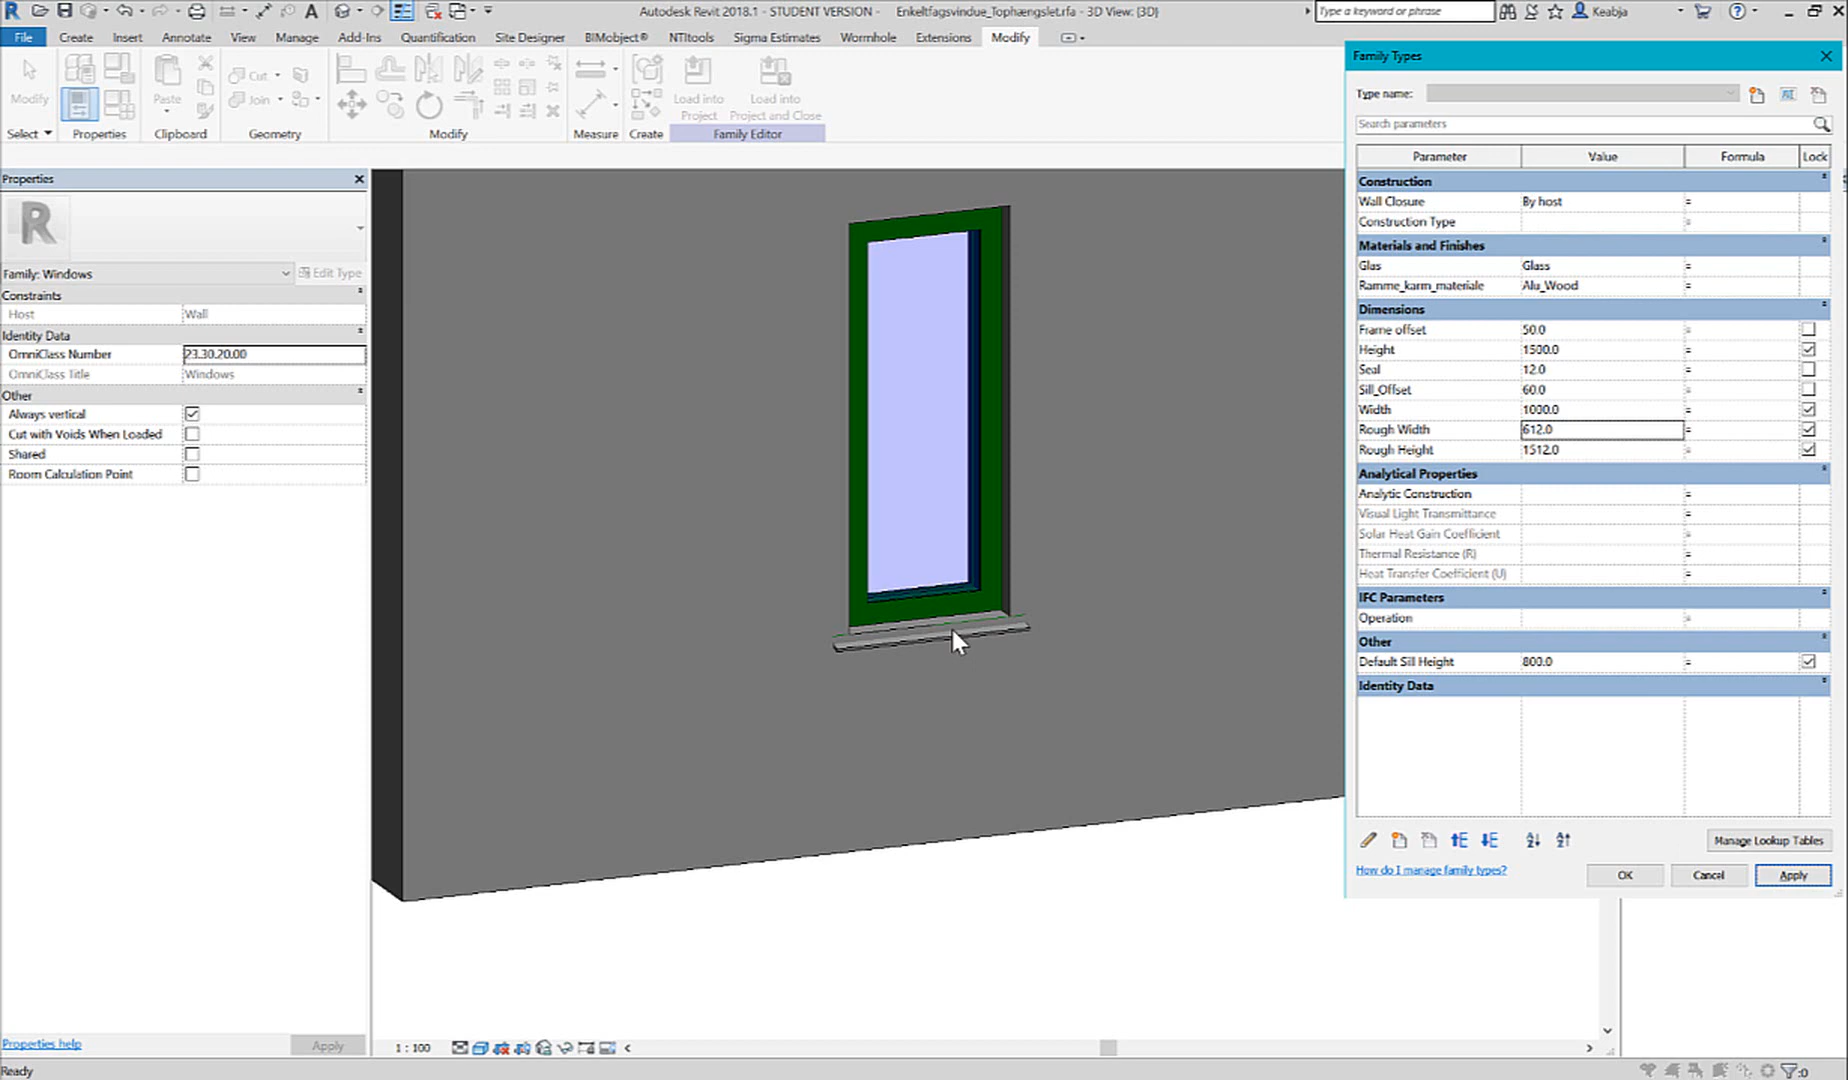 Autodesk Revit 2018.1 - STUDENT VERSION - Enkeltfagsvindue_Tophængslet.rfa - 3D View: {3D}
Type a keyword or phrase
Keabja
File Create Insert Annotate View Manage Add-Ins Quantification Site Designer BIMobject® NTItools Sigma Estimates Wormhole Extensions Modify
Modify
Paste
Cut
Join
Load into Project
Load into Project and Close
Select Properties Clipboard Geometry Modify Measure Create Family Editor
Properties
Family: Windows
Edit Type
Constraints
Host Wall
Identity Data
OmniClass Number 23.30.20.00
OmniClass Title Windows
Other
Always vertical
Cut with Voids When Loaded
Shared
Room Calculation Point
Properties help
Apply
1 : 100
Ready
:0
Family Types
Type name:
Search parameters
Parameter Value Formula Lock
Construction
Wall Closure By host =
Construction Type =
Materials and Finishes
Glas Glass =
Ramme_karm_materiale Alu_Wood =
Dimensions
Frame offset 50.0 =
Height 1500.0 =
Seal 12.0 =
Sill_Offset 60.0 =
Width 1000.0 =
Rough Width 612.0 =
Rough Height 1512.0 =
Analytical Properties
Analytic Construction =
Visual Light Transmittance =
Solar Heat Gain Coefficient =
Thermal Resistance (R) =
Heat Transfer Coefficient (U) =
IFC Parameters
Operation =
Other
Default Sill Height 800.0 =
Identity Data
Manage Lookup Tables
How do I manage family types?
OK Cancel Apply